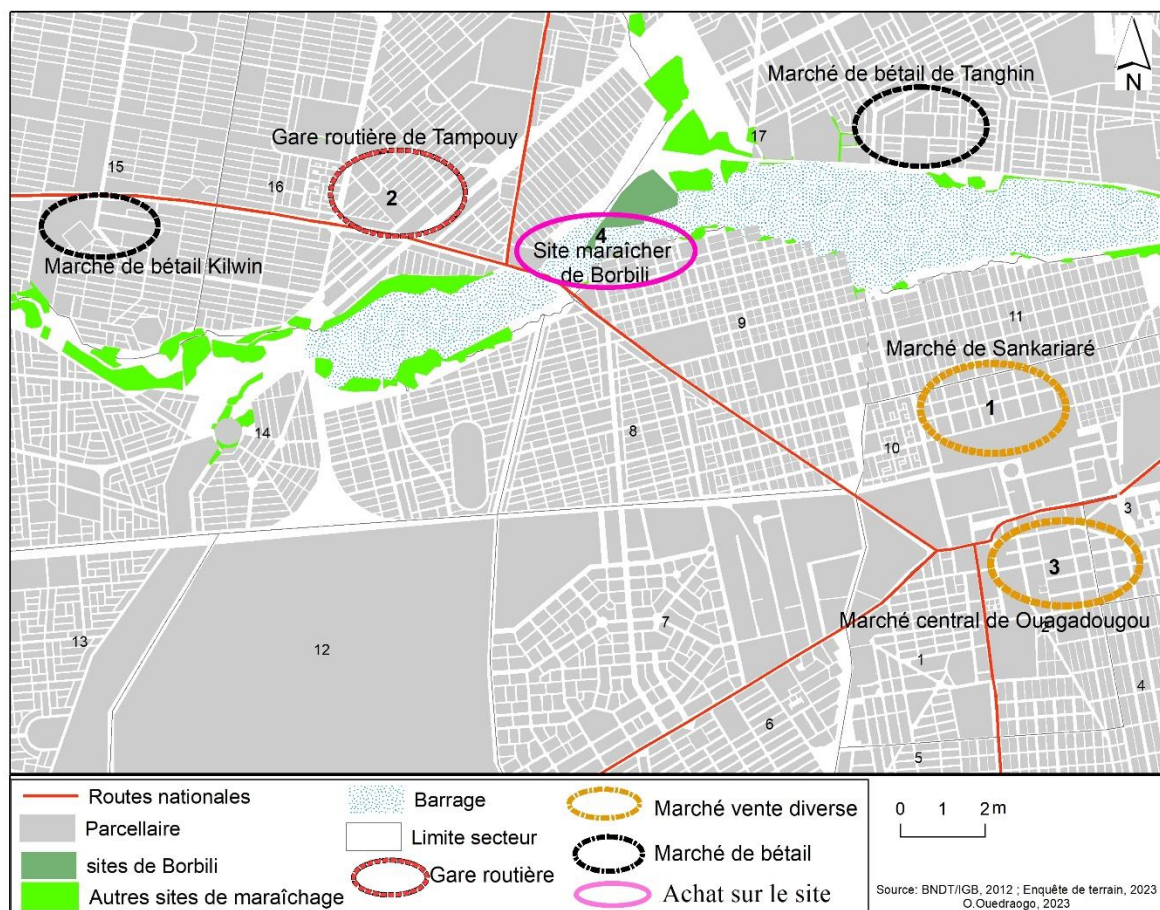 N
Marché de bétail de Tanghin
17
Gare routière de Tampouy
15
16
2
4
Site maraîcher
de Borbili
Marché de bétail Kilwin
9
11
Marché de Sankariaré
1
14
8
10
3
3
Marché central de Ouagadougou
2
13
12
7
1
4
6
5
Routes nationales
Parcellaire
sites de Borbili
Autres sites de maraîchage
Barrage
Limite secteur
Gare routière
Marché vente diverse
Marché de bétail
Achat sur le site
0 1 2 m
Source: BNDT/IGB, 2012 ; Enquête de terrain, 2023
O.Ouedraogo, 2023